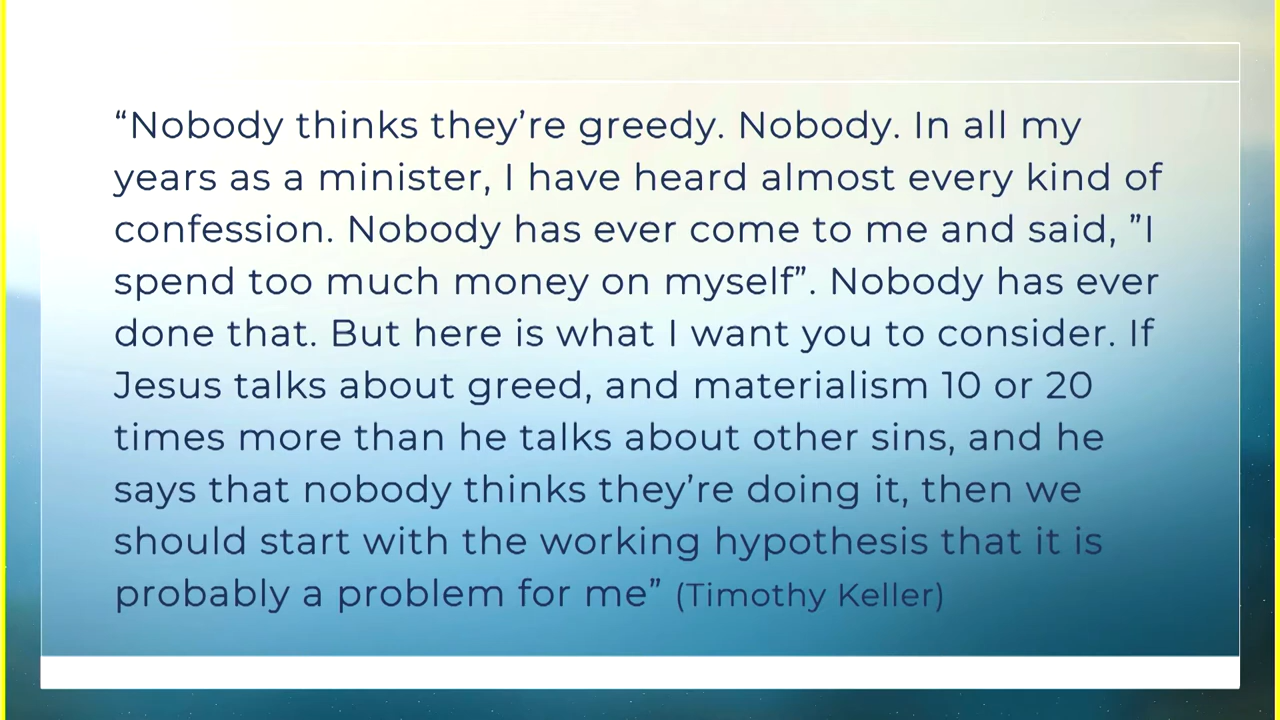 “Nobody thinks they’re greedy. Nobody. In all my
years as a minister, I have heard almost every kind of
confession. Nobody has ever come to me and said, ”I
spend too much money on myself”. Nobody has ever
done that. But here is what I want you to consider. If
Jesus talks about greed, and materialism 10 or 20
times more than he talks about other sins, and he
says that nobody thinks they’re doing it, then we
should start with the working hypothesis that it is
probably a problem for me” (Timothy Keller)